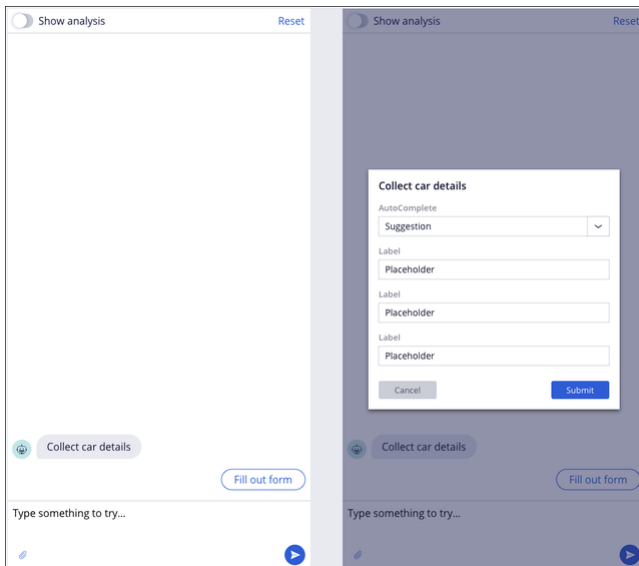 Show analysis
Reset
Collect car details
Fill out form
Type something to try...
Show analysis
Reset
Collect car details
AutoComplete
Suggestion
Label
Placeholder
Label
Placeholder
Label
Placeholder
Cancel
Submit
Collect car details
Fill out form
Type something to try...